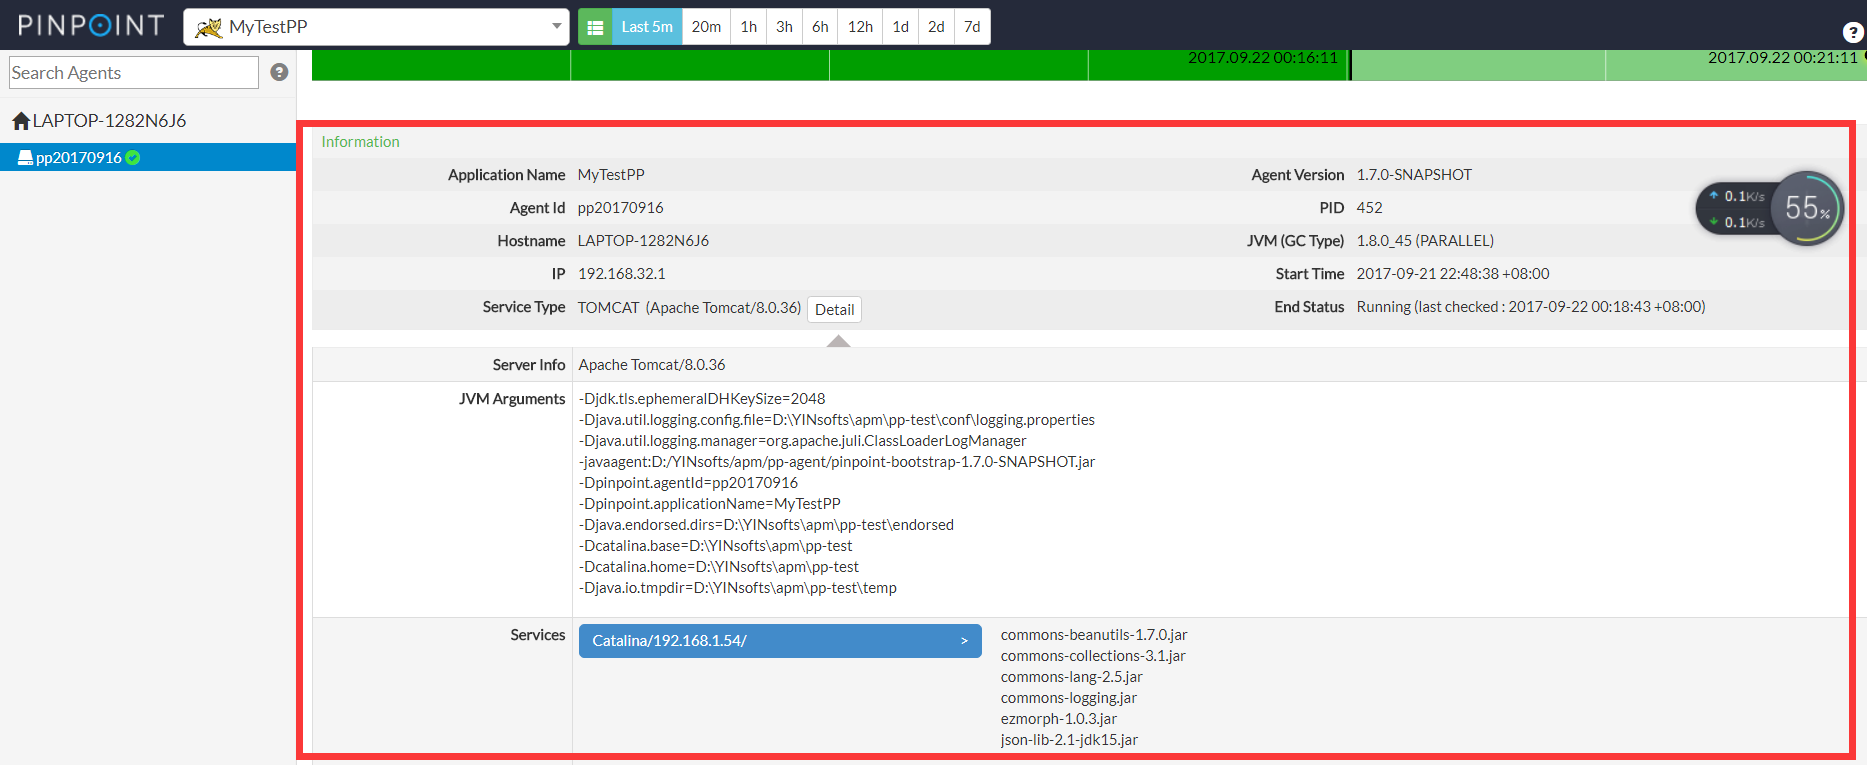 PINPOINT MyTestPP Last 5m 20m 1h 3h 6h 12h 1d 2d 7d
Search Agents
LAPTOP-1282N6J6
pp20170916
2017.09.22 00:16:11 2017.09.22 00:21:11
Information
Application Name MyTestPP Agent Version 1.7.0-SNAPSHOT
Agent Id pp20170916 PID 452
Hostname LAPTOP-1282N6J6 JVM (GC Type) 1.8.0_45 (PARALLEL)
IP 192.168.32.1 Start Time 2017-09-21 22:48:38 +08:00
Service Type TOMCAT (Apache Tomcat/8.0.36) Detail End Status Running (last checked : 2017-09-22 00:18:43 +08:00)
0.1K/s
0.1K/s
55%
Server Info Apache Tomcat/8.0.36
JVM Arguments -Djdk.tls.ephemeralDHKeySize=2048
-Djava.util.logging.config.file=D:\YINsofts\apm\pp-test\conf\logging.properties
-Djava.util.logging.manager=org.apache.juli.ClassLoaderLogManager
-javaagent:D:/YINsofts/apm/pp-agent/pinpoint-bootstrap-1.7.0-SNAPSHOT.jar
-Dpinpoint.agentId=pp20170916
-Dpinpoint.applicationName=MyTestPP
-Djava.endorsed.dirs=D:\YINsofts\apm\pp-test\endorsed
-Dcatalina.base=D:\YINsofts\apm\pp-test
-Dcatalina.home=D:\YINsofts\apm\pp-test
-Djava.io.tmpdir=D:\YINsofts\apm\pp-test\temp
Services Catalina/192.168.1.54/ >
commons-beanutils-1.7.0.jar
commons-collections-3.1.jar
commons-lang-2.5.jar
commons-logging.jar
ezmorph-1.0.3.jar
json-lib-2.1-jdk15.jar